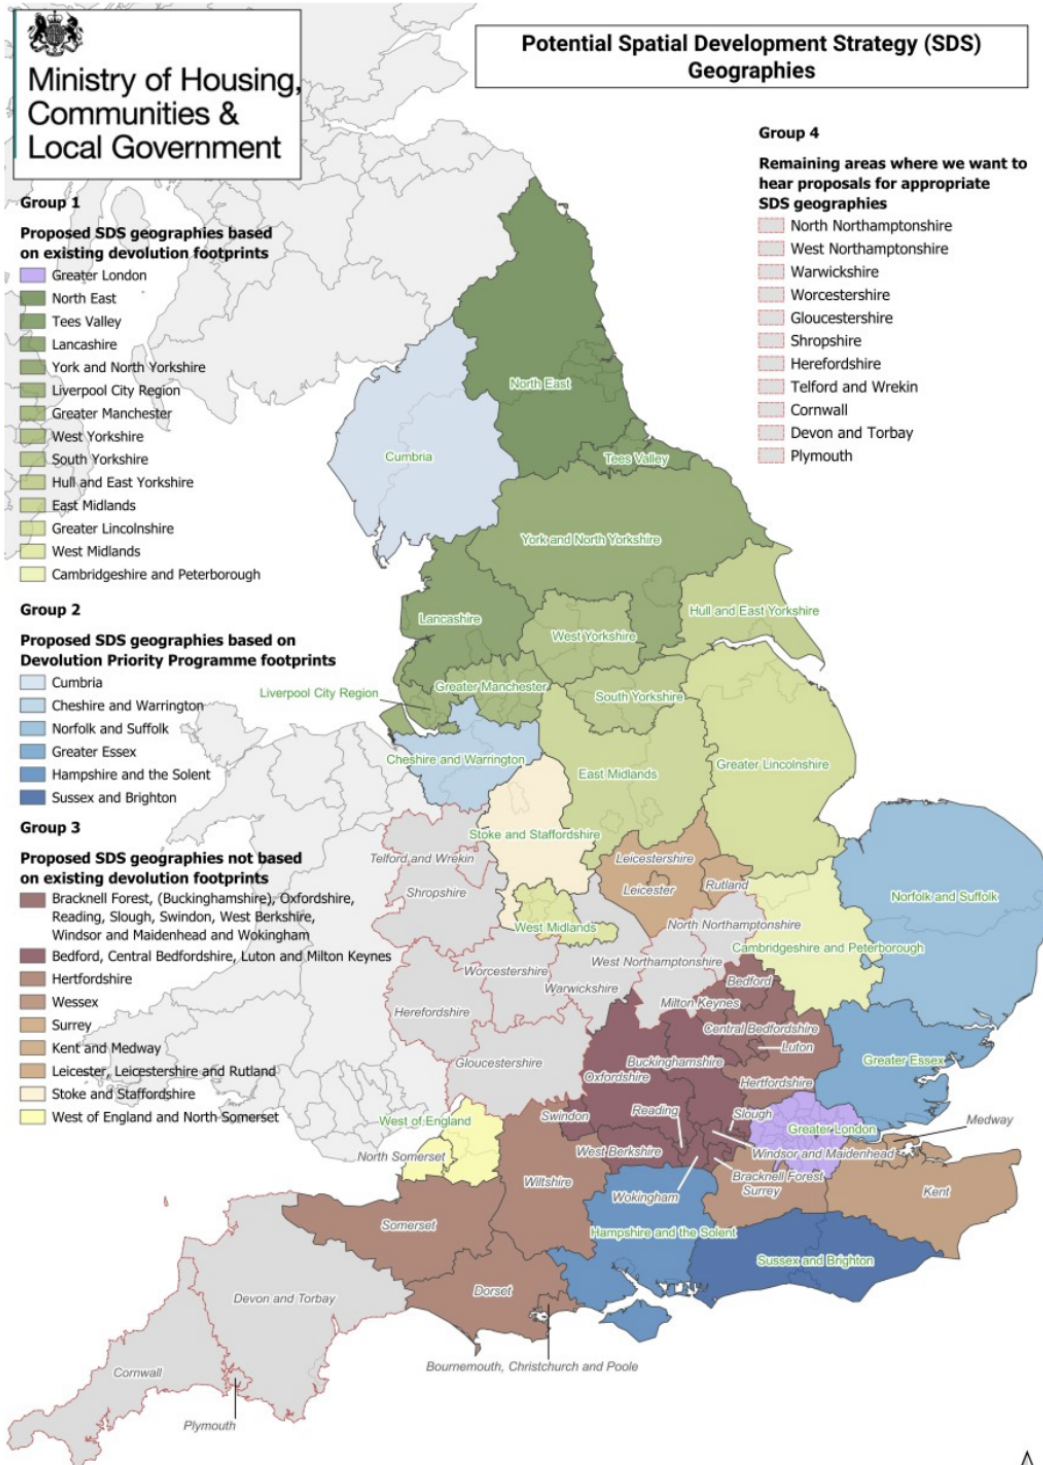 Ministry of Housing,
Communities &
Local Government
Potential Spatial Development Strategy (SDS)
Geographies
Group 1
Proposed SDS geographies based
on existing devolution footprints
Greater London
North East
Tees Valley
Lancashire
York and North Yorkshire
Liverpool City Region
Greater Manchester
West Yorkshire
South Yorkshire
Hull and East Yorkshire
East Midlands
Greater Lincolnshire
West Midlands
Cambridgeshire and Peterborough
Group 2
Proposed SDS geographies based on
Devolution Priority Programme footprints
Cumbria
Cheshire and Warrington
Norfolk and Suffolk
Greater Essex
Hampshire and the Solent
Sussex and Brighton
Group 3
Proposed SDS geographies not based
on existing devolution footprints
Bracknell Forest, (Buckinghamshire), Oxfordshire,
Reading, Slough, Swindon, West Berkshire,
Windsor and Maidenhead and Wokingham
Bedford, Central Bedfordshire, Luton and Milton Keynes
Hertfordshire
Wessex
Surrey
Kent and Medway
Leicester, Leicestershire and Rutland
Stoke and Staffordshire
West of England and North Somerset
Group 4
Remaining areas where we want to
hear proposals for appropriate
SDS geographies
North Northamptonshire
West Northamptonshire
Warwickshire
Worcestershire
Gloucestershire
Shropshire
Herefordshire
Telford and Wrekin
Cornwall
Devon and Torbay
Plymouth
North East
Cumbria
Tees Valley
York and North Yorkshire
Lancashire
Hull and East Yorkshire
West Yorkshire
Liverpool City Region
Greater Manchester
South Yorkshire
Cheshire and Warrington
East Midlands
Greater Lincolnshire
Stoke and Staffordshire
Telford and Wrekin
Leicestershire
Shropshire
Leicester
Rutland
Norfolk and Suffolk
West Midlands
North Northamptonshire
Cambridgeshire and Peterborough
Worcestershire
West Northamptonshire
Warwickshire
Bedford
Herefordshire
Milton Keynes
Central Bedfordshire
Luton
Gloucestershire
Buckinghamshire
Greater Essex
Oxfordshire
Hertfordshire
West of England
Swindon
Reading
Slough
Greater London
Medway
North Somerset
West Berkshire
Windsor and Maidenhead
Wiltshire
Bracknell Forest
Wokingham
Surrey
Kent
Somerset
Hampshire and the Solent
Sussex and Brighton
Devon and Torbay
Dorset
Cornwall
Bournemouth, Christchurch and Poole
Plymouth